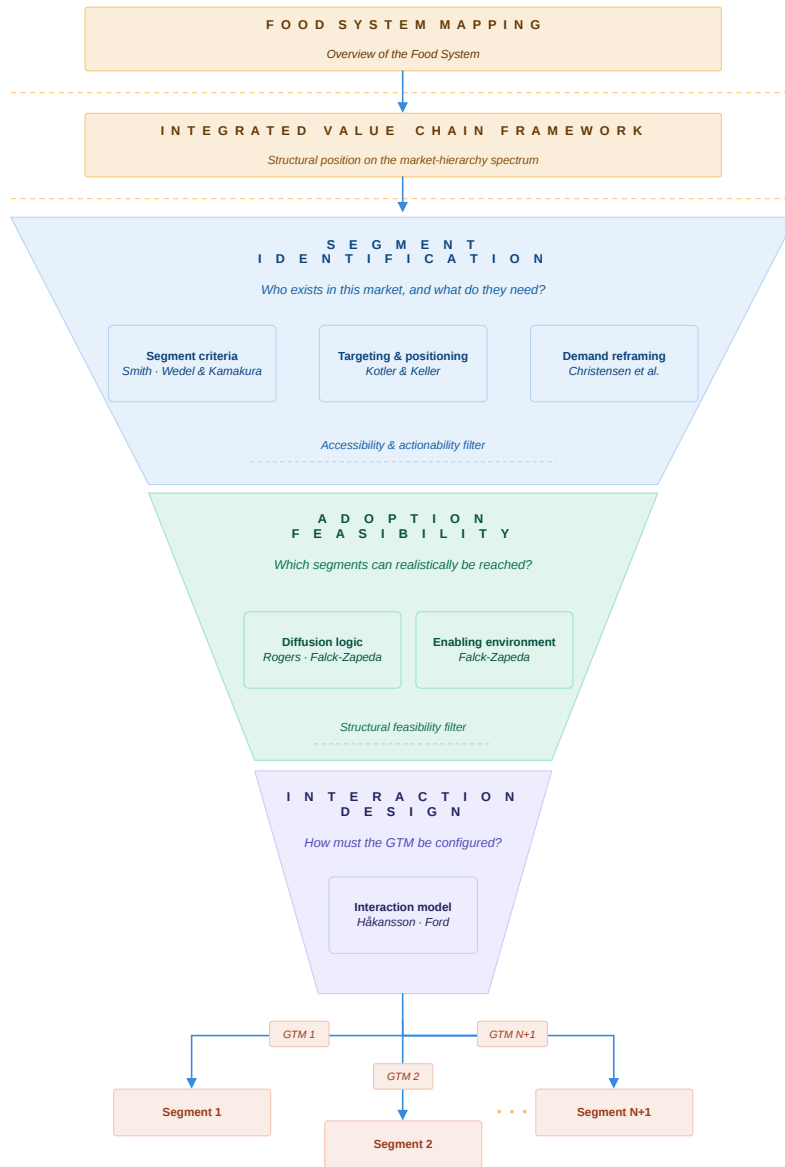 FOOD SYSTEM MAPPING
Overview of the Food System
INTEGRATED VALUE CHAIN FRAMEWORK
Structural position on the market-hierarchy spectrum
SEGMENT
IDENTIFICATION
Who exists in this market, and what do they need?
Segment criteria
Smith · Wedel & Kamakura
Targeting & positioning
Kotler & Keller
Demand reframing
Christensen et al.
Accessibility & actionability filter
ADOPTION
FEASIBILITY
Which segments can realistically be reached?
Diffusion logic
Rogers · Falck-Zapeda
Enabling environment
Falck-Zapeda
Structural feasibility filter
INTERACTION
DESIGN
How must the GTM be configured?
Interaction model
Håkansson · Ford
GTM 1
GTM N+1
GTM 2
Segment 1
Segment 2
· · ·
Segment N+1